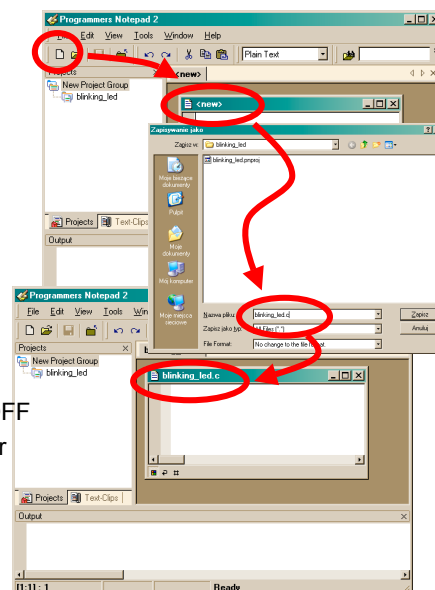 Programmers Notepad 2
File Edit View Tools Window Help
Plain Text
Projects
<new>
New Project Group
blinking_led
<new>
Zapisywanie jako
Zapisz w: blinking_led
blinking_led.pnproj
Moje bieżące
dokumenty
Pulpit
Moje
dokumenty
Mój komputer
Moje miejsca
sieciowe
Nazwa pliku: blinking_led.c
Zapisz
Zapisz jako typ: All Files (*.*)
Anuluj
File Format: No change to the file format.
Projects Text-Clips
Output
Programmers Notepad 2
File Edit View Tools
Projects
New Project Group
blinking_led
blinking_led.c
FF
r
Projects Text-Clips
Output
[1:1] : 1
Ready